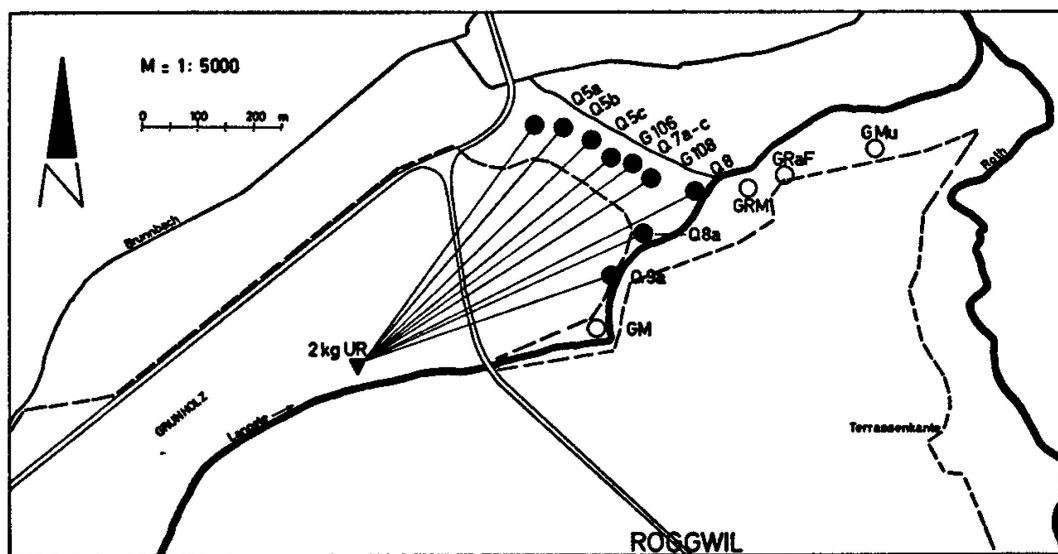 M = 1: 5000
0 100 200 m
N
Q5a
Q5b
Q5c
G106
Q7a-c
G108
Q8
GMu
GRaF
GRM
Roth
Brunnbach
Q8a
Q9a
GM
2 kg UR
GRUNHOLZ
Langete
Terrassenkante
ROGGWIL